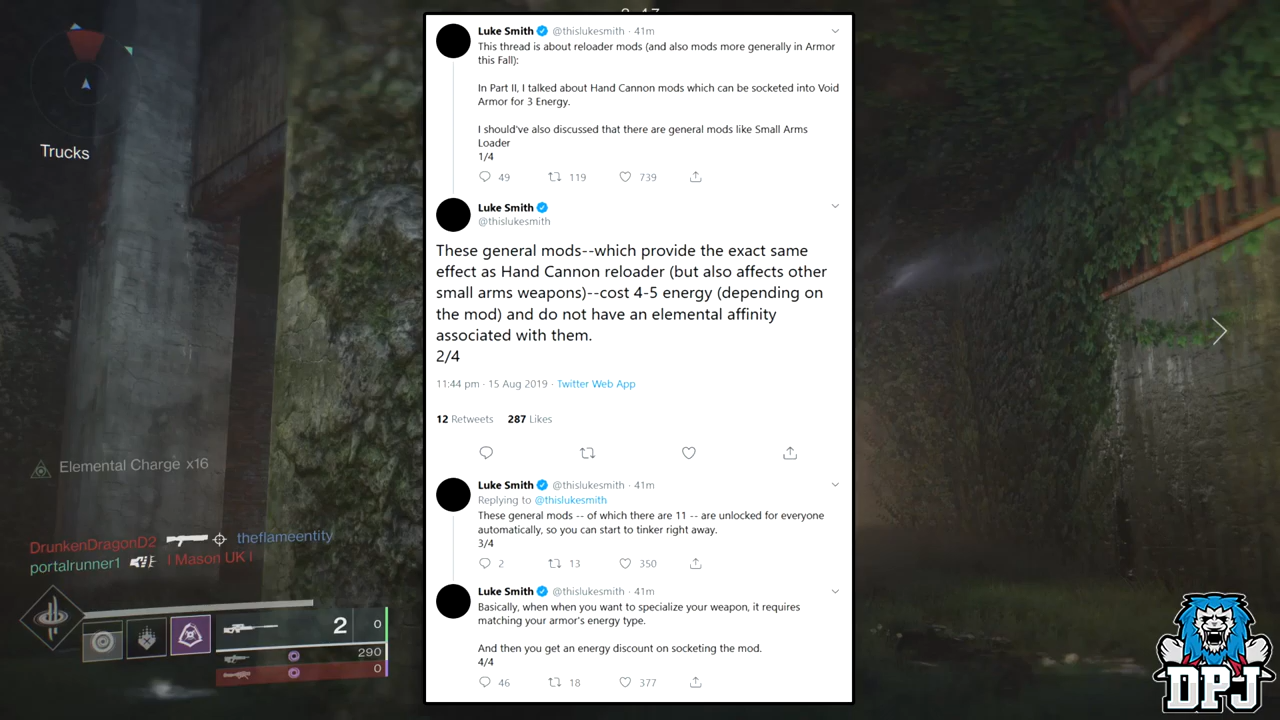 Luke Smith @thislukesmith · 41m
This thread is about reloader mods (and also mods more generally in Armor
this Fall):
In Part II, I talked about Hand Cannon mods which can be socketed into Void
Armor for 3 Energy.
I should've also discussed that there are general mods like Small Arms
Loader
1/4
49 119 739
Luke Smith
@thislukesmith
These general mods--which provide the exact same
effect as Hand Cannon reloader (but also affects other
small arms weapons)--cost 4-5 energy (depending on
the mod) and do not have an elemental affinity
associated with them.
2/4
11:44 pm · 15 Aug 2019 · Twitter Web App
12 Retweets 287 Likes
Luke Smith @thislukesmith · 41m
Replying to @thislukesmith
These general mods -- of which there are 11 -- are unlocked for everyone
automatically, so you can start to tinker right away.
3/4
2 13 350
Luke Smith @thislukesmith · 41m
Basically, when when you want to specialize your weapon, it requires
matching your armor's energy type.
And then you get an energy discount on socketing the mod.
4/4
46 18 377
Trucks
Elemental Charge x16
DrunkenDragonD2 theflameentity
portalrunner1 | Mason UK |
2 0
290
0
DPJ